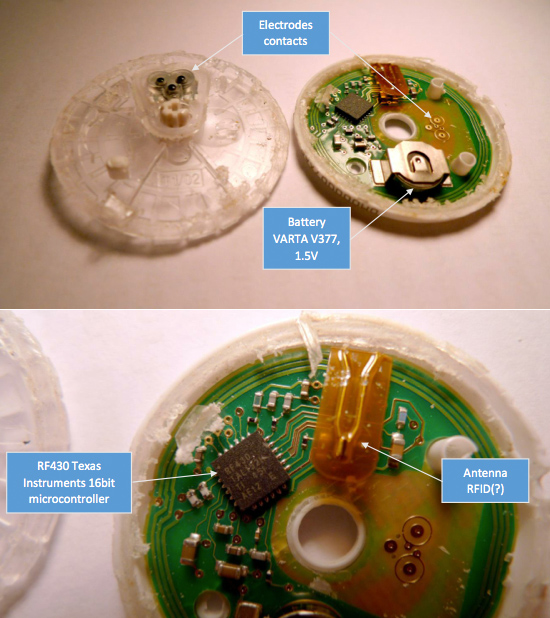 Electrodes
contacts
Battery
VARTA V377,
1.5V
RF430 Texas
Instruments 16bit
microcontroller
Antenna
RFID(?)